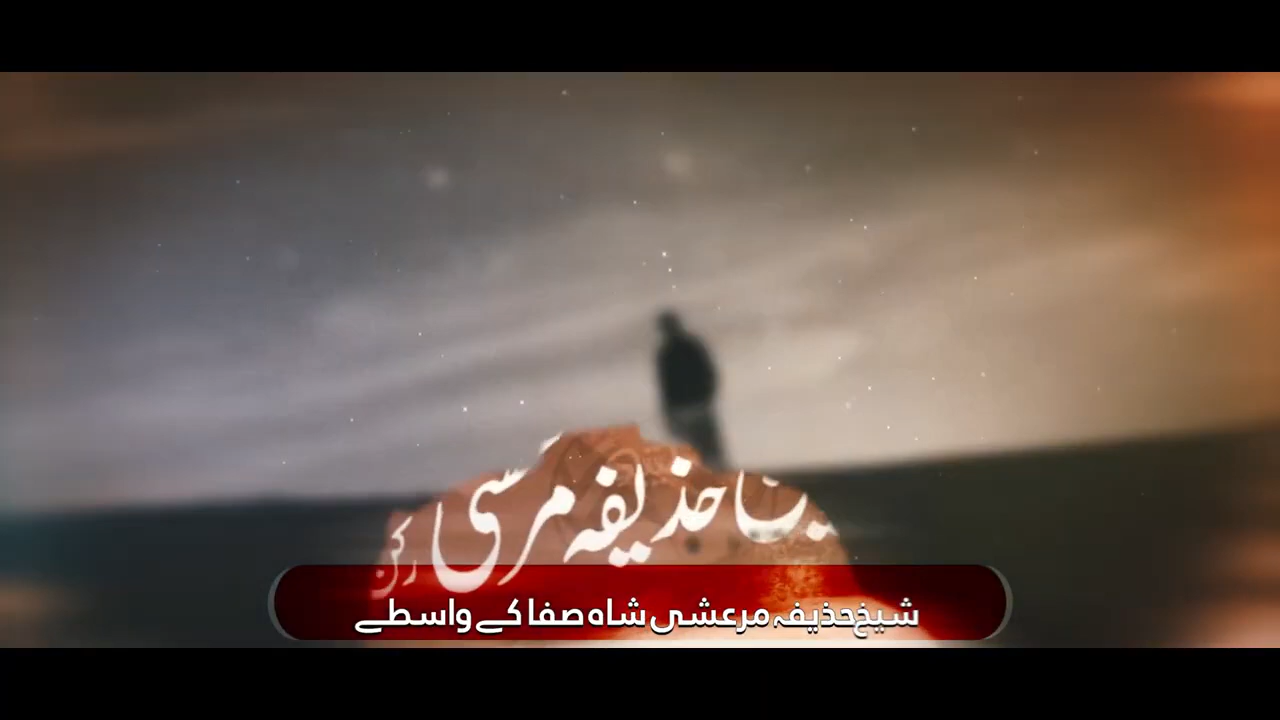 حذیفہ مرعشی
شیخ حذیفہ مرعشی شاہ صفا کے واسطے